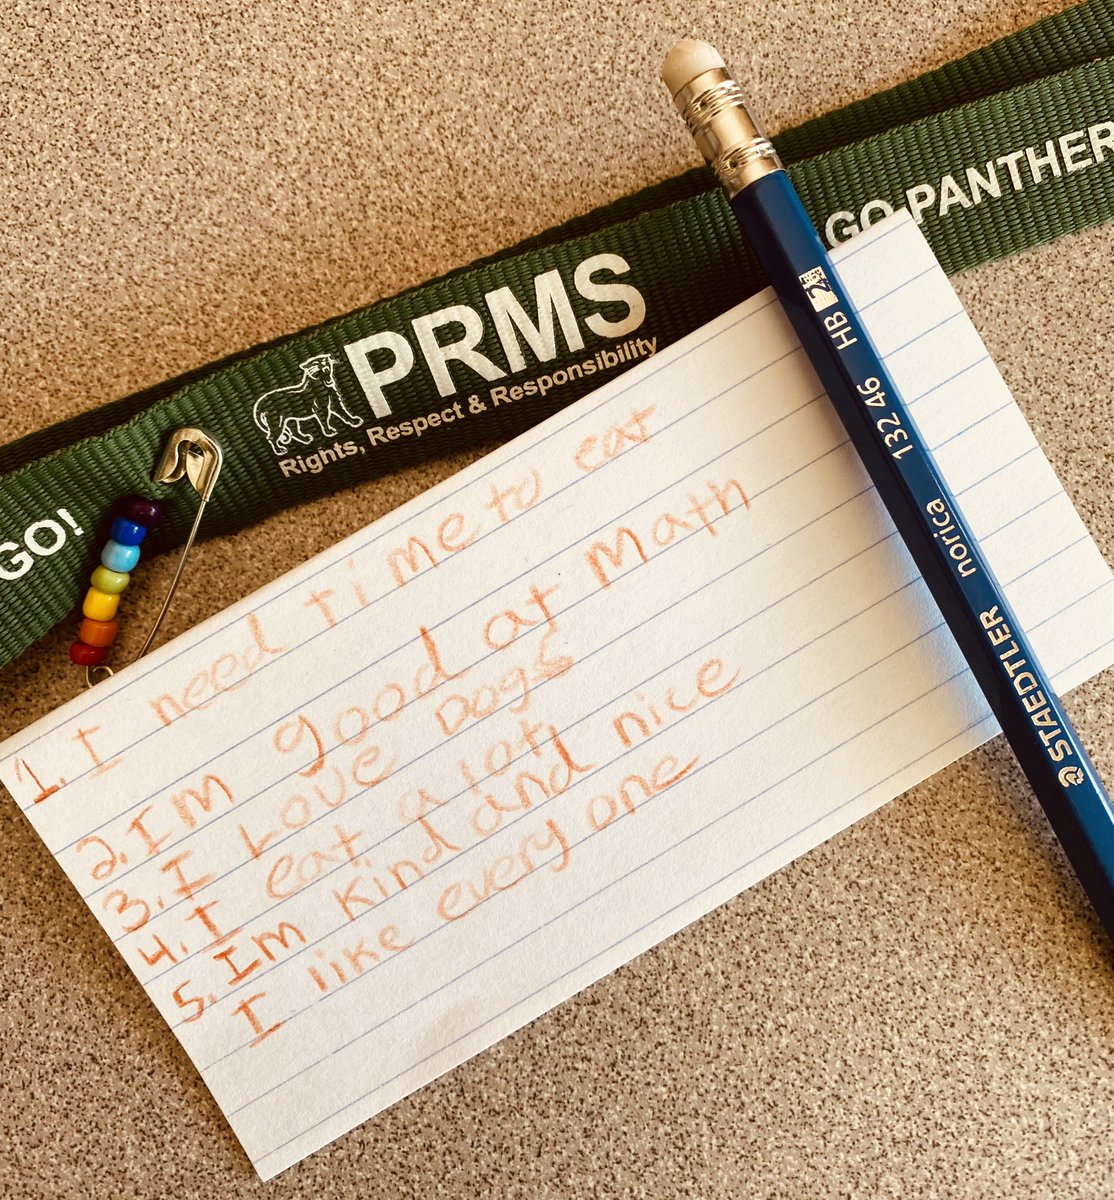 GO!
PRMS
Rights, Respect & Responsibility
GO PANTHER
1. I need time to eat
2. Im good at Math
3. I Love Dogs
4. I eat a lot
5. Im kind and nice
I like every one
STAEDTLER norica 132 46 HB 2